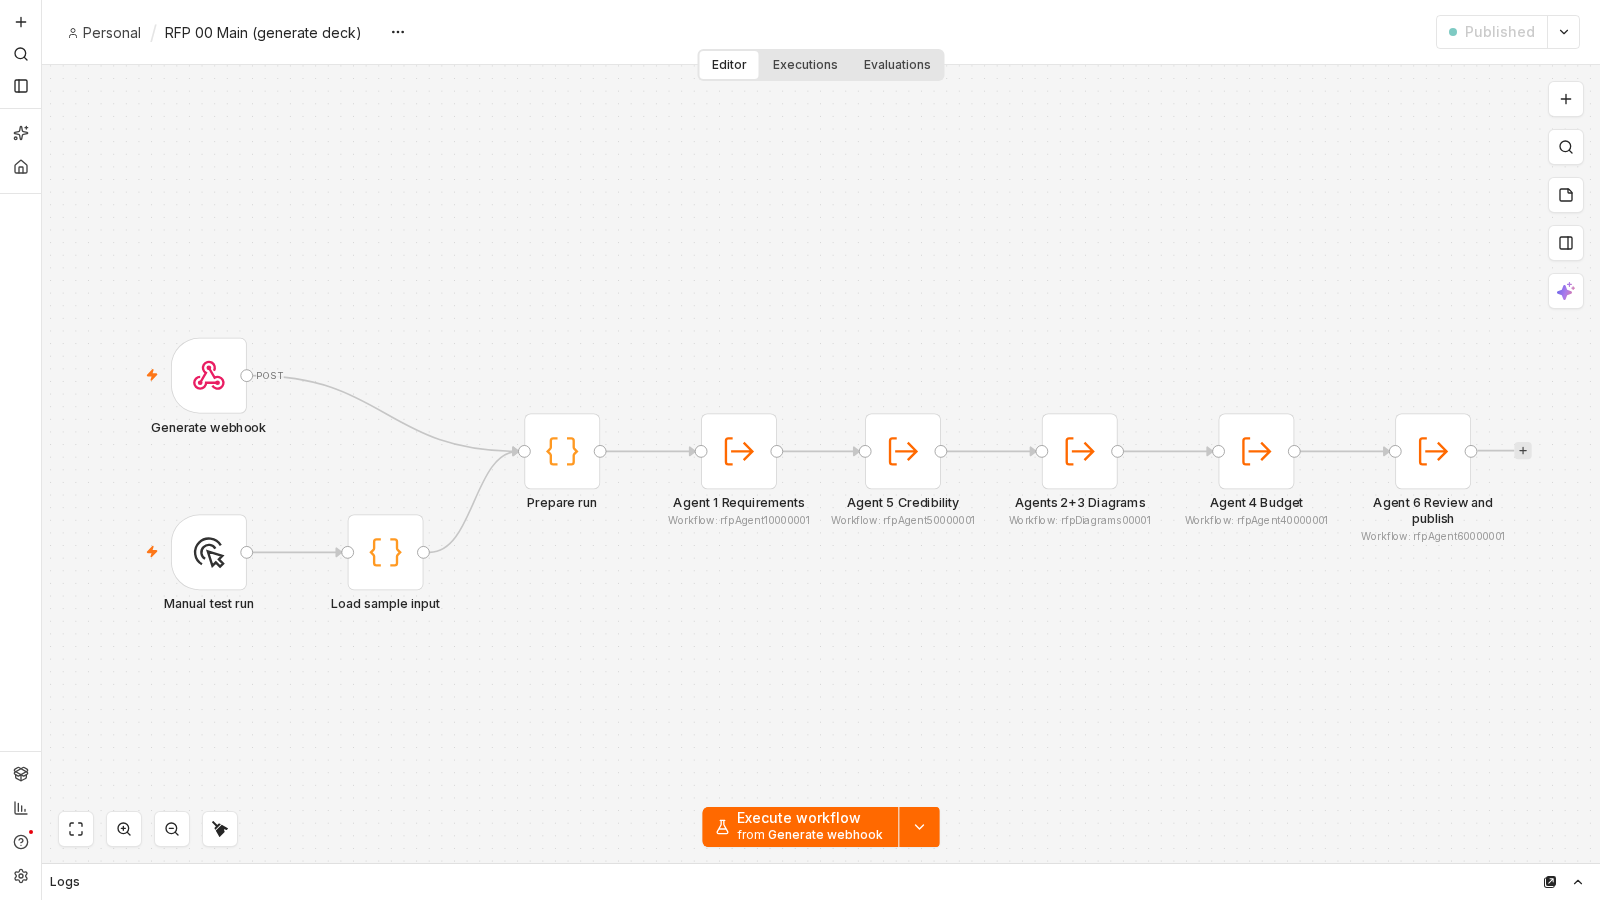 Personal / RFP 00 Main (generate deck)
Published
Editor Executions Evaluations
POST
Generate webhook
Prepare run
Agent 1 Requirements
Workflow: rfpAgent10000001
Agent 5 Credibility
Workflow: rfpAgent50000001
Agents 2+3 Diagrams
Workflow: rfpDiagrams00001
Agent 4 Budget
Workflow: rfpAgent40000001
Agent 6 Review and
publish
Workflow: rfpAgent60000001
Manual test run
Load sample input
Execute workflow
from Generate webhook
Logs